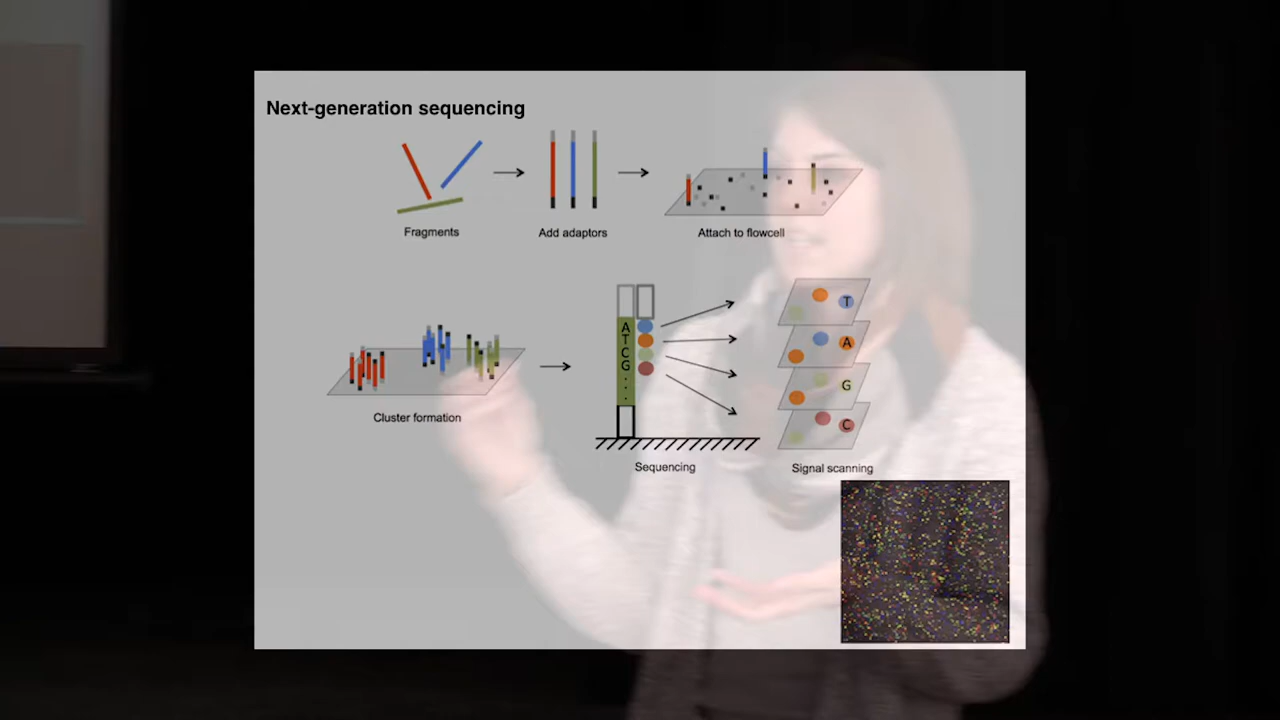 Next-generation sequencing
Fragments
Add adaptors
Attach to flowcell
Cluster formation
A
T
C
G
.
.
.
Sequencing
T
A
G
C
Signal scanning